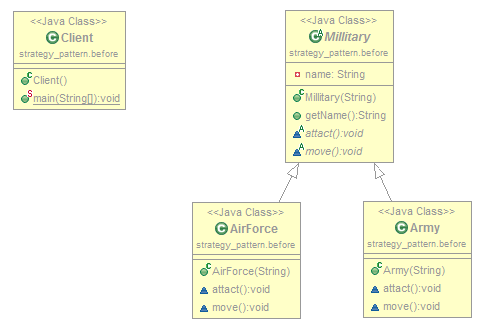 <<Java Class>>
Client
strategy_pattern.before
Client()
main(String[]):void
<<Java Class>>
Millitary
strategy_pattern.before
name: String
Millitary(String)
getName():String
attact():void
move():void
<<Java Class>>
AirForce
strategy_pattern.before
AirForce(String)
attact():void
move():void
<<Java Class>>
Army
strategy_pattern.before
Army(String)
attact():void
move():void